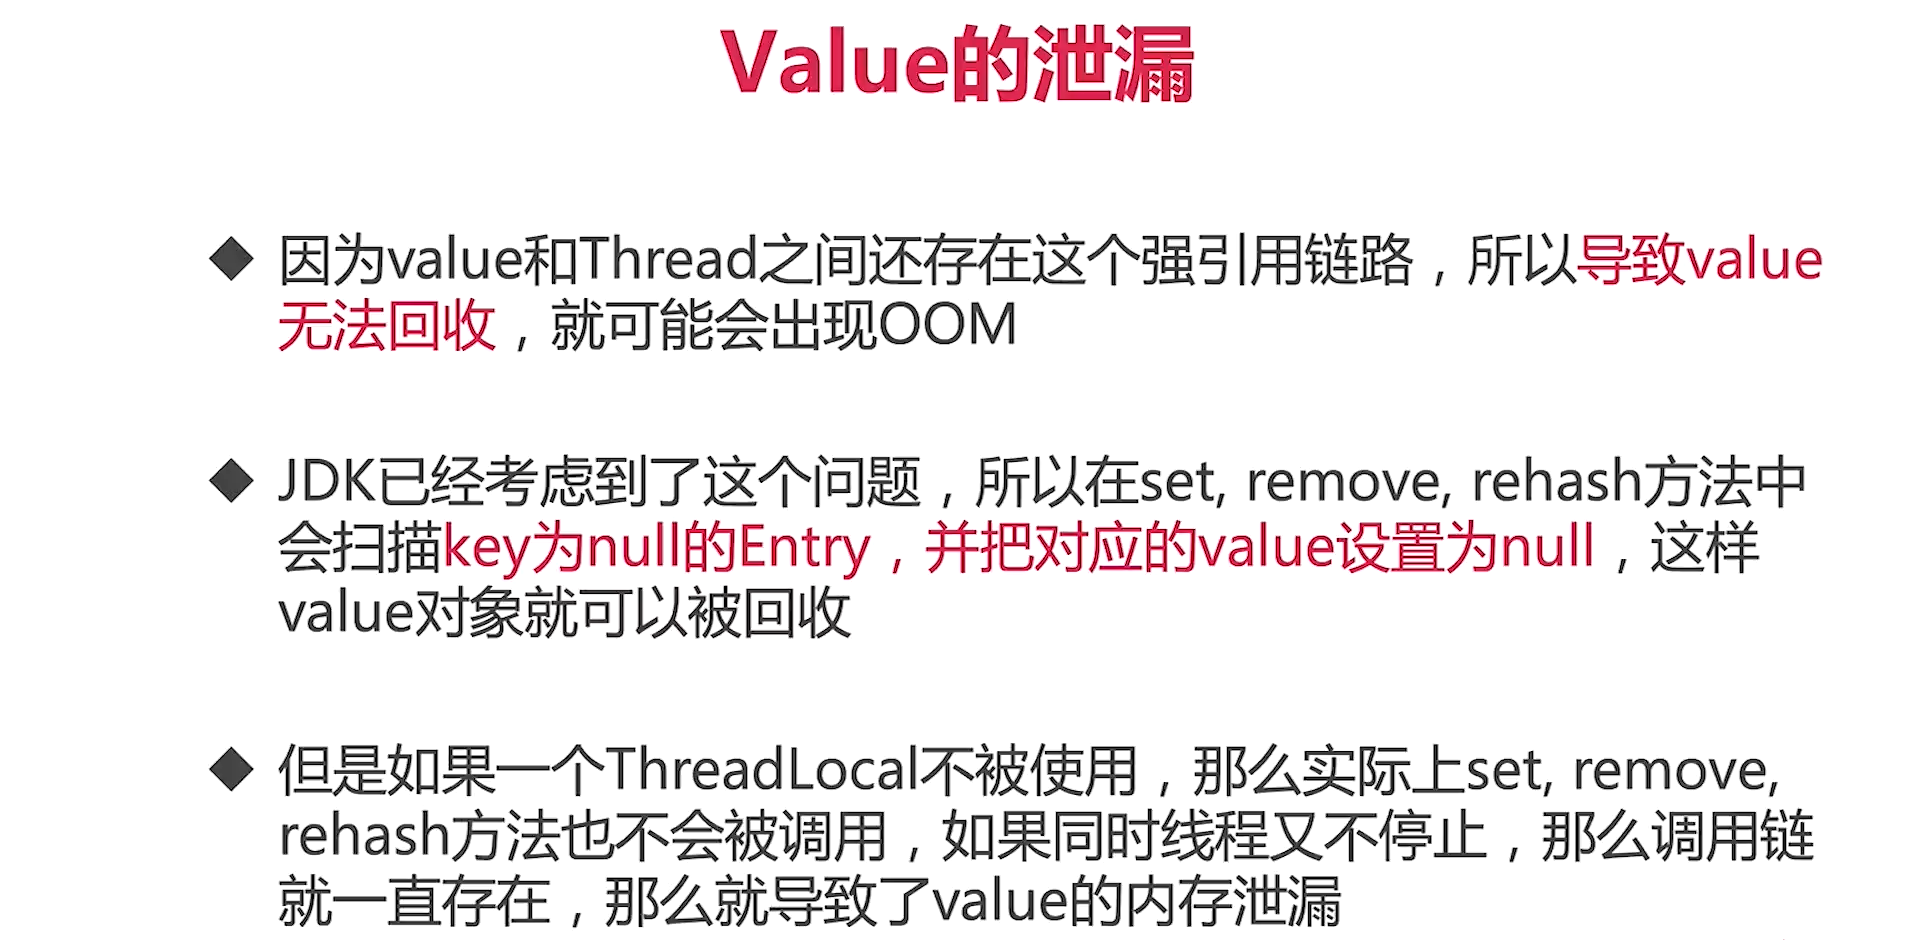 Value的泄漏
◆ 因为value和Thread之间还存在这个强引用链路，所以导致value
无法回收，就可能会出现OOM
◆ JDK已经考虑到了这个问题，所以在set, remove, rehash方法中
会扫描key为null的Entry，并把对应的value设置为null，这样
value对象就可以被回收
◆ 但是如果一个ThreadLocal不被使用，那么实际上set, remove,
rehash方法也不会被调用，如果同时线程又不停止，那么调用链
就一直存在，那么就导致了value的内存泄漏